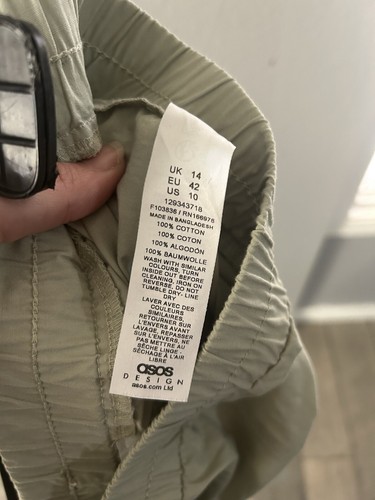 UK 14
EU 42
US 10
129343718
F103836 / RN166976
MADE IN BANGLADESH
100% COTTON
100% COTON
100% ALGODÓN
100% BAUMWOLLE
WASH WITH SIMILAR
COLOURS, TURN
INSIDE OUT BEFORE
CLEANING, IRON ON
REVERSE, DO NOT
TUMBLE DRY- LINE
DRY
LAVER AVEC DES
COULEURS
SIMILAIRES,
RETOURNER SUR
L'ENVERS AVANT
LAVAGE, REPASSER
SUR L'ENVERS, NE
PAS METTRE AU
SÈCHE LINGE -
SÉCHAGE À L'AIR
LIBRE
asos
DESIGN
asos.com Ltd